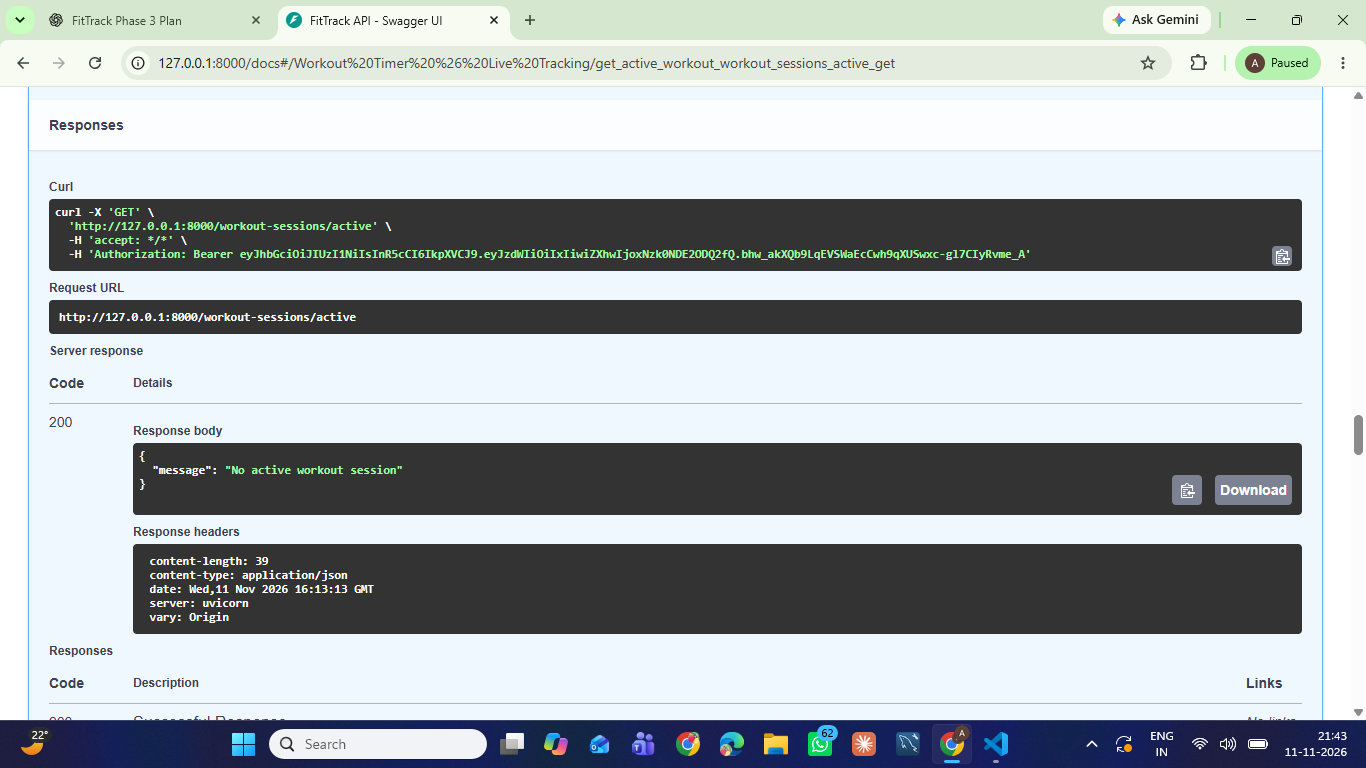 FitTrack Phase 3 Plan
FitTrack API - Swagger UI
Ask Gemini
127.0.0.1:8000/docs#/Workout%20Timer%20%26%20Live%20Tracking/get_active_workout_workout_sessions_active_get
A
Paused
Responses
Curl
curl -X 'GET' \
'http://127.0.0.1:8000/workout-sessions/active' \
-H 'accept: */*' \
-H 'Authorization: Bearer eyJhbGciOiJIUzI1NiIsInR5cCI6IkpXVCJ9.eyJzdWIiOiIxIiwiZXhwIjoxNzk0NDE2ODQ2fQ.bhw_akXQb9LqEVSWaEcCwh9qXUSwxc-gl7CIyRvme_A'
Request URL
http://127.0.0.1:8000/workout-sessions/active
Server response
Code Details
200
Response body
{
"message": "No active workout session"
}
Download
Response headers
content-length: 39
content-type: application/json
date: Wed,11 Nov 2026 16:13:13 GMT
server: uvicorn
vary: Origin
Responses
Code Description Links
200 Successful Response No links
22°
Search
62
A
ENG
IN
21:43
11-11-2026